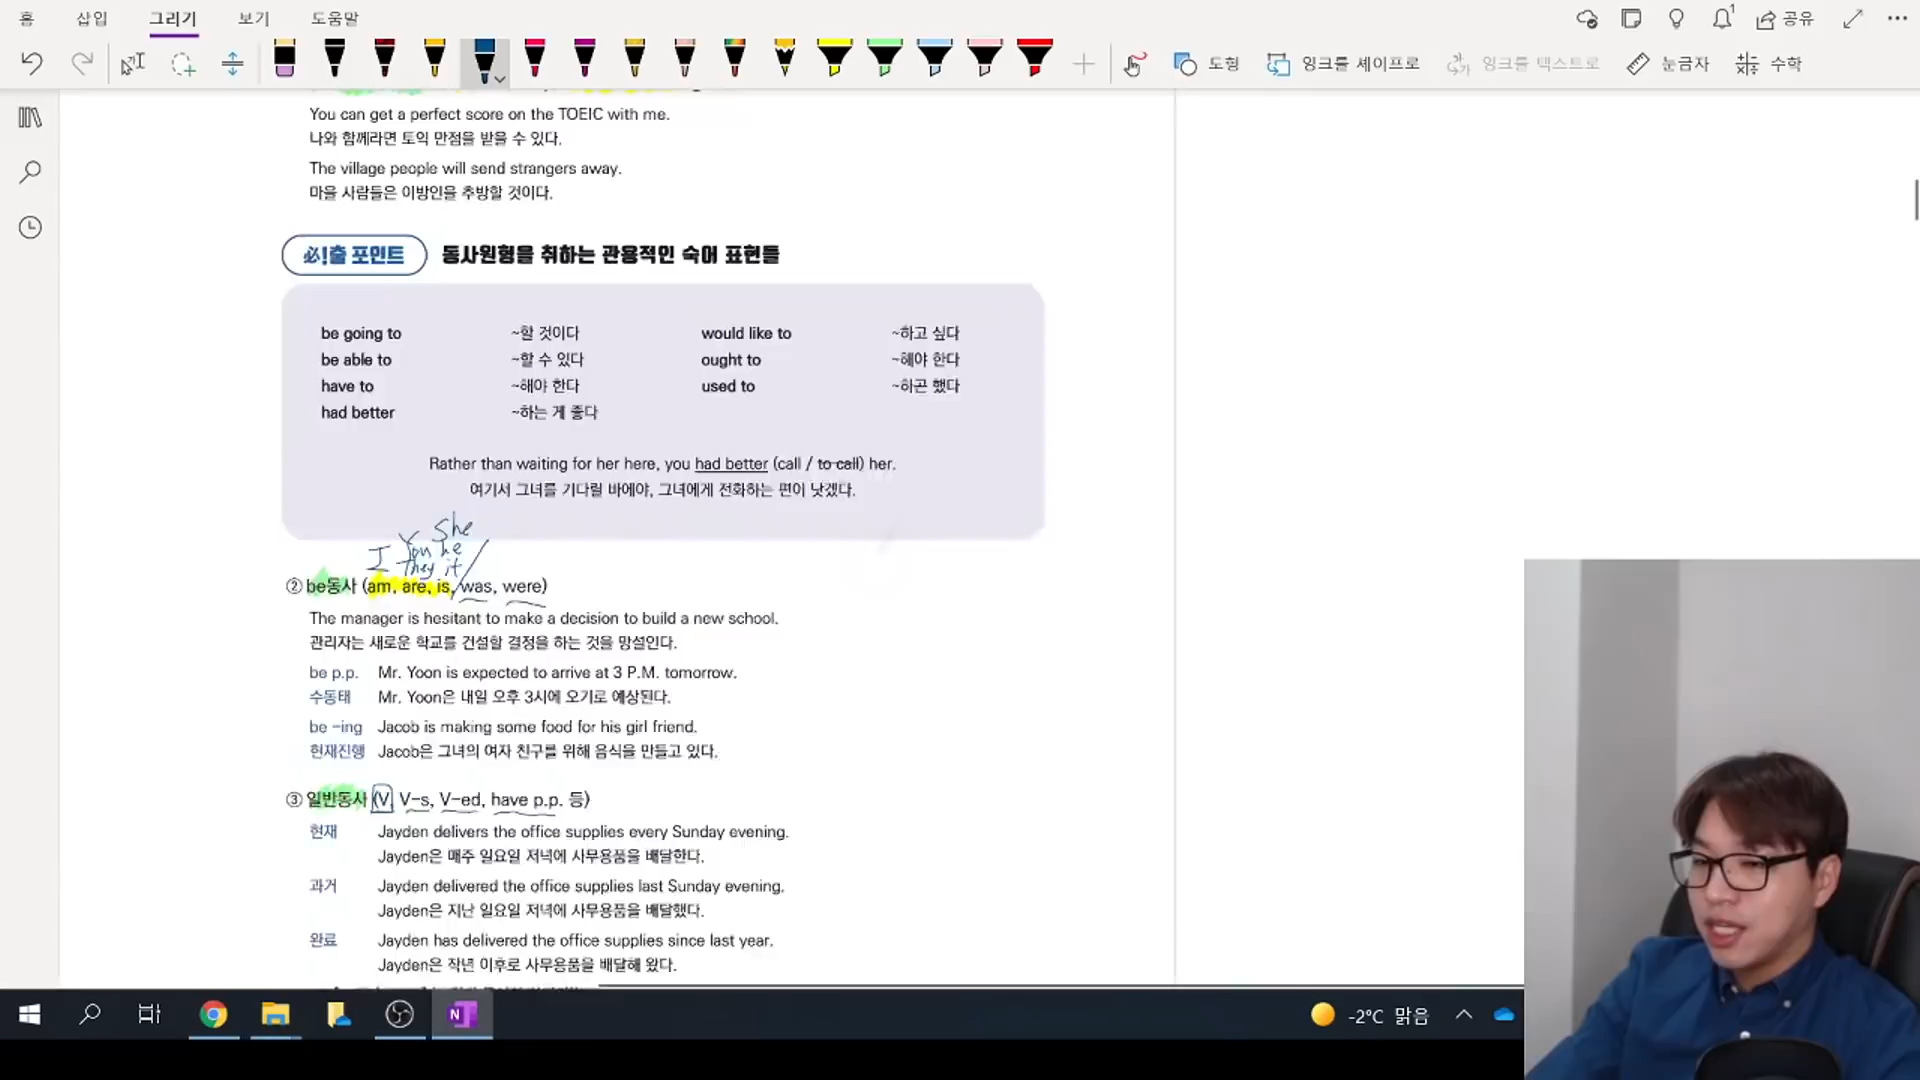 홈 삽입 그리기 보기 도움말 1 공유
도형 잉크를 셰이프로 잉크를 텍스트로 눈금자 수학
You can get a perfect score on the TOEIC with me.
나와 함께라면 토익 만점을 받을 수 있다.
The village people will send strangers away.
마을 사람들은 이방인을 추방할 것이다.
必!출 포인트 동사원형을 취하는 관용적인 숙어 표현들
be going to ~할 것이다 would like to ~하고 싶다
be able to ~할 수 있다 ought to ~해야 한다
have to ~해야 한다 used to ~하곤 했다
had better ~하는 게 좋다
Rather than waiting for her here, you had better (call / to call) her.
여기서 그녀를 기다릴 바에야, 그녀에게 전화하는 편이 낫겠다.
She
I You he
They it
② be동사 (am, are, is, was, were)
The manager is hesitant to make a decision to build a new school.
관리자는 새로운 학교를 건설할 결정을 하는 것을 망설인다.
be p.p. Mr. Yoon is expected to arrive at 3 P.M. tomorrow.
수동태 Mr. Yoon은 내일 오후 3시에 오기로 예상된다.
be -ing Jacob is making some food for his girl friend.
현재진행 Jacob은 그녀의 여자 친구를 위해 음식을 만들고 있다.
③ 일반동사 (V, V-s, V-ed, have p.p. 등)
현재 Jayden delivers the office supplies every Sunday evening.
Jayden은 매주 일요일 저녁에 사무용품을 배달한다.
과거 Jayden delivered the office supplies last Sunday evening.
Jayden은 지난 일요일 저녁에 사무용품을 배달했다.
완료 Jayden has delivered the office supplies since last year.
Jayden은 작년 이후로 사무용품을 배달해 왔다.
N -2°C 맑음